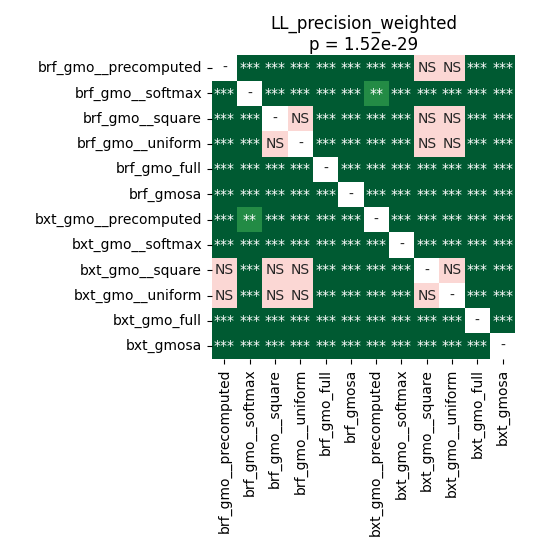 LL_precision_weighted
p = 1.52e-29
brf_gmo__precomputed - *** *** *** *** *** *** *** NS NS *** ***
brf_gmo__softmax *** - *** *** *** *** ** *** *** *** *** ***
brf_gmo__square *** *** - NS *** *** *** *** NS NS *** ***
brf_gmo__uniform *** *** NS - *** *** *** *** NS NS *** ***
brf_gmo_full *** *** *** *** - *** *** *** *** *** *** ***
brf_gmosa *** *** *** *** *** - *** *** *** *** *** ***
bxt_gmo__precomputed *** ** *** *** *** *** - *** *** *** *** ***
bxt_gmo__softmax *** *** *** *** *** *** *** - *** *** *** ***
bxt_gmo__square NS *** NS NS *** *** *** *** - NS *** ***
bxt_gmo__uniform NS *** NS NS *** *** *** *** NS - *** ***
bxt_gmo_full *** *** *** *** *** *** *** *** *** *** - ***
bxt_gmosa *** *** *** *** *** *** *** *** *** *** *** -
brf_gmo__precomputed
brf_gmo__softmax
brf_gmo__square
brf_gmo__uniform
brf_gmo_full
brf_gmosa
bxt_gmo__precomputed
bxt_gmo__softmax
bxt_gmo__square
bxt_gmo__uniform
bxt_gmo_full
bxt_gmosa